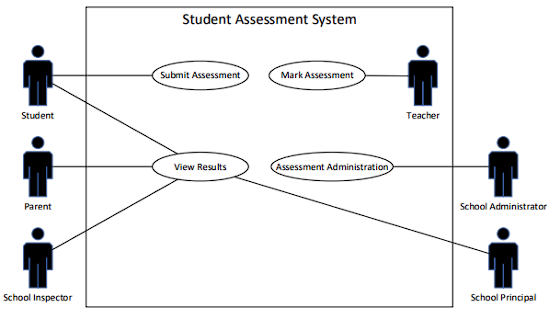 Student Assessment System
Submit Assessment
Mark Assessment
Student
Teacher
View Results
Assessment Administration
Parent
School Administrator
School Inspector
School Principal